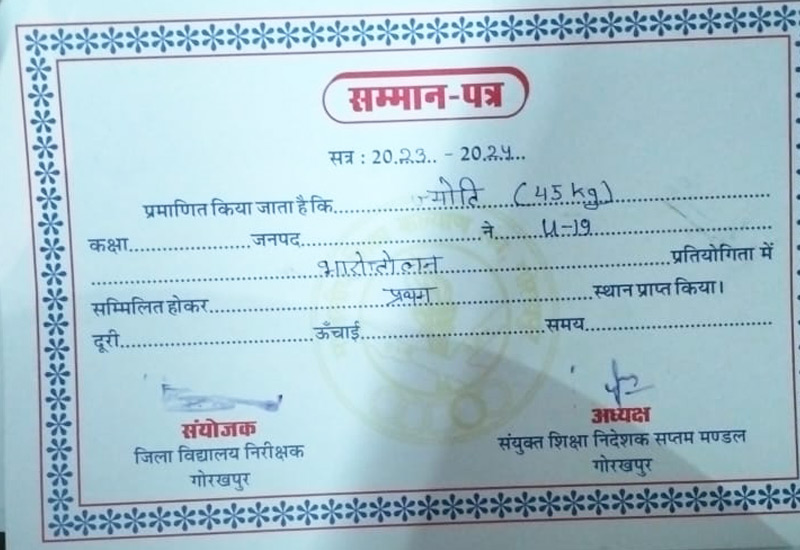 सम्मान-पत्र
सत्र : 20.23.. - 20.24..
प्रमाणित किया जाता है कि.....ज्योति (45 kg).....
कक्षा.....जनपद.....ने.....U-19.....
.....भारोत्तोलन.....प्रतियोगिता में
सम्मिलित होकर.....प्रथम.....स्थान प्राप्त किया।
दूरी.....ऊँचाई.....समय.....
संयोजक
जिला विद्यालय निरीक्षक
गोरखपुर
अध्यक्ष
संयुक्त शिक्षा निदेशक सप्तम मण्डल
गोरखपुर